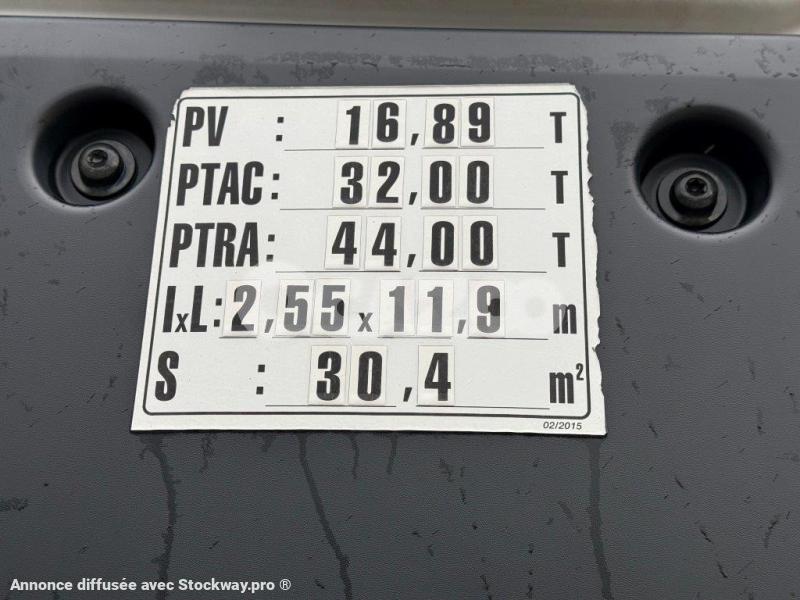 PV : 16,89 T
PTAC: 32,00 T
PTRA: 44,00 T
lxL: 2,55 x 11,9 m
S : 30,4 m²
02/2015
Annonce diffusée avec Stockway.pro ®